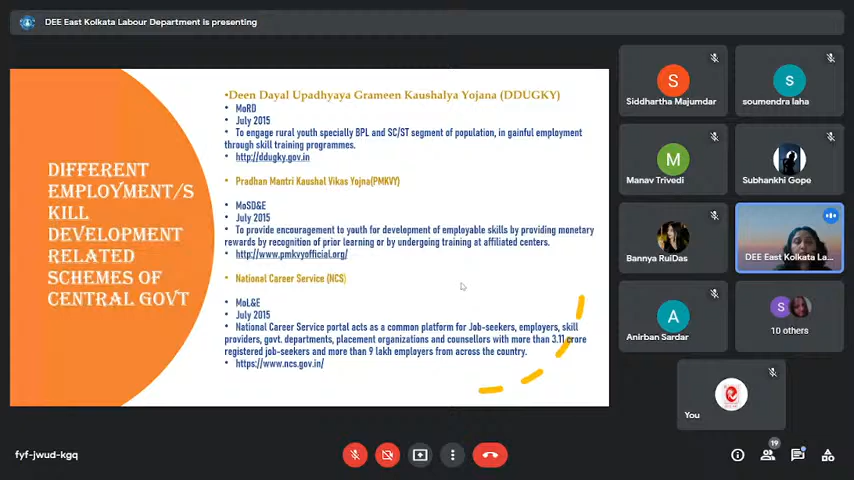 DEE East Kolkata Labour Department is presenting
DIFFERENT
EMPLOYMENT/S
KILL
DEVELOPMENT
RELATED
SCHEMES OF
CENTRAL GOVT
•Deen Dayal Upadhyaya Grameen Kaushalya Yojana (DDUGKY)
• MoRD
• July 2015
• To engage rural youth specially BPL and SC/ST segment of population, in gainful employment
through skill training programmes.
• http://ddugky.gov.in
• Pradhan Mantri Kaushal Vikas Yojna(PMKVY)
• MoSD&E
• July 2015
• To provide encouragement to youth for development of employable skills by providing monetary
rewards by recognition of prior learning or by undergoing training at affiliated centers.
• http://www.pmkvyofficial.org/
• National Career Service (NCS)
• MoL&E
• July 2015
• National Career Service portal acts as a common platform for Job-seekers, employers, skill
providers, govt. departments, placement organizations and counsellors with more than 3.11 crore
registered job-seekers and more than 9 lakh employers from across the country.
• https://www.ncs.gov.in/
S
Siddhartha Majumdar
s
soumendra laha
M
Manav Trivedi
Subhankhi Gope
Bannya RuiDas
DEE East Kolkata La...
A
Anirban Sardar
S
10 others
You
fyf-jwud-kgq
19